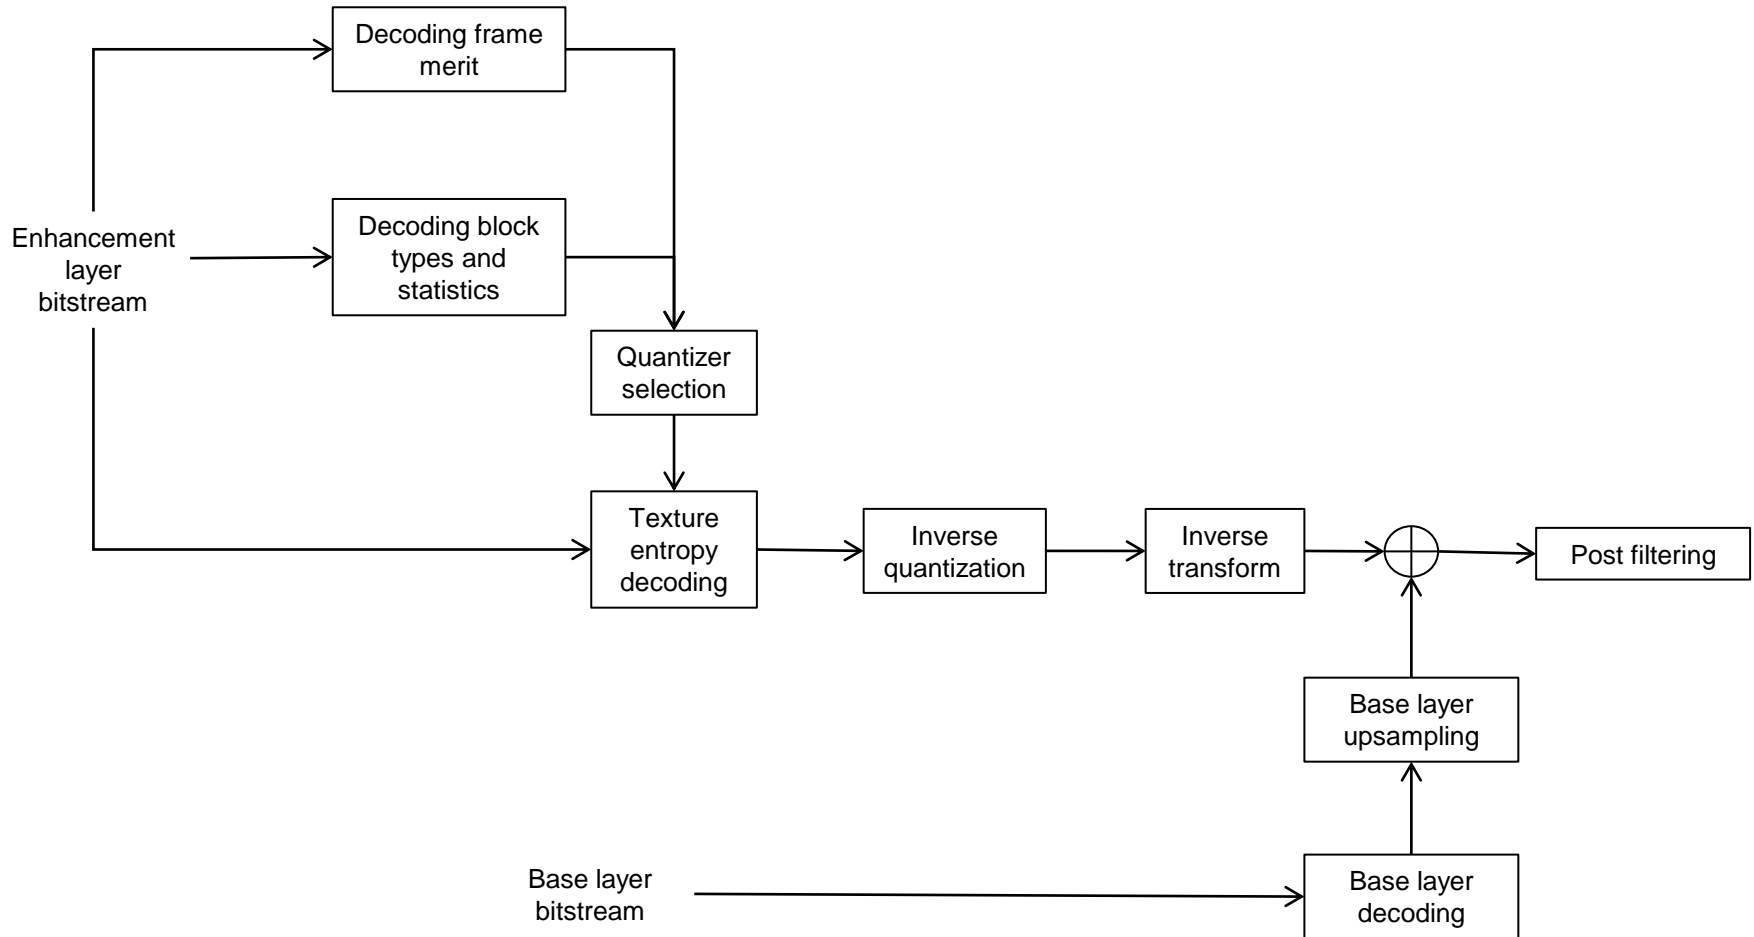 Decoding frame
merit
Enhancement
layer
bitstream
Decoding block
types and
statistics
Quantizer
selection
Texture
entropy
decoding
Inverse
quantization
Inverse
transform
Post filtering
Base layer
upsampling
Base layer
bitstream
Base layer
decoding